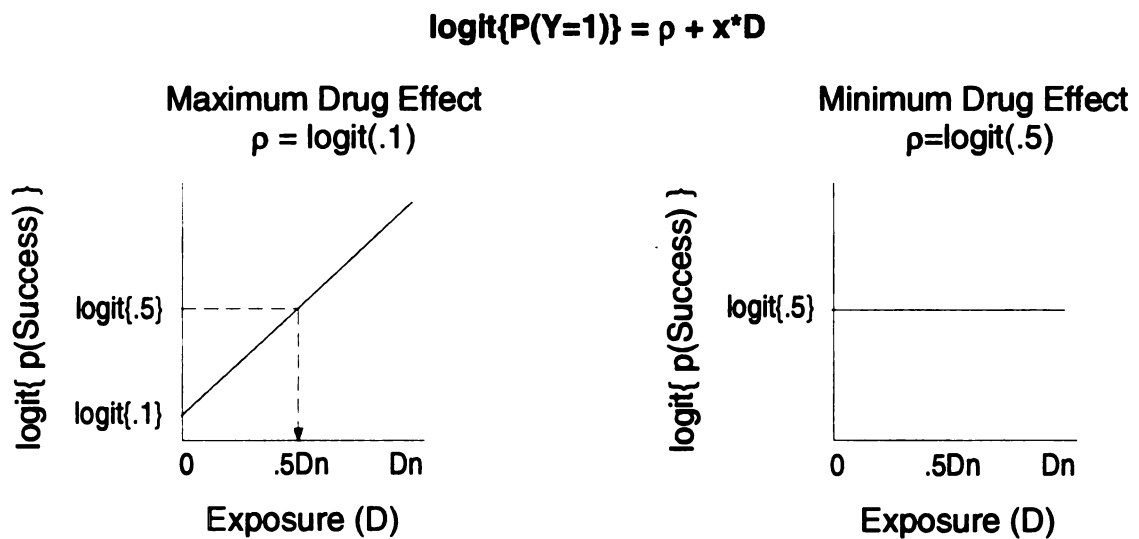 logit{P(Y=1)} = ρ + x*D
Maximum Drug Effect
ρ = logit(.1)
logit{ p(Success) }
logit{.5}
logit{.1}
0 .5Dn Dn
Exposure (D)
Minimum Drug Effect
ρ=logit(.5)
logit{ p(Success) }
logit{.5}
0 .5Dn Dn
Exposure (D)